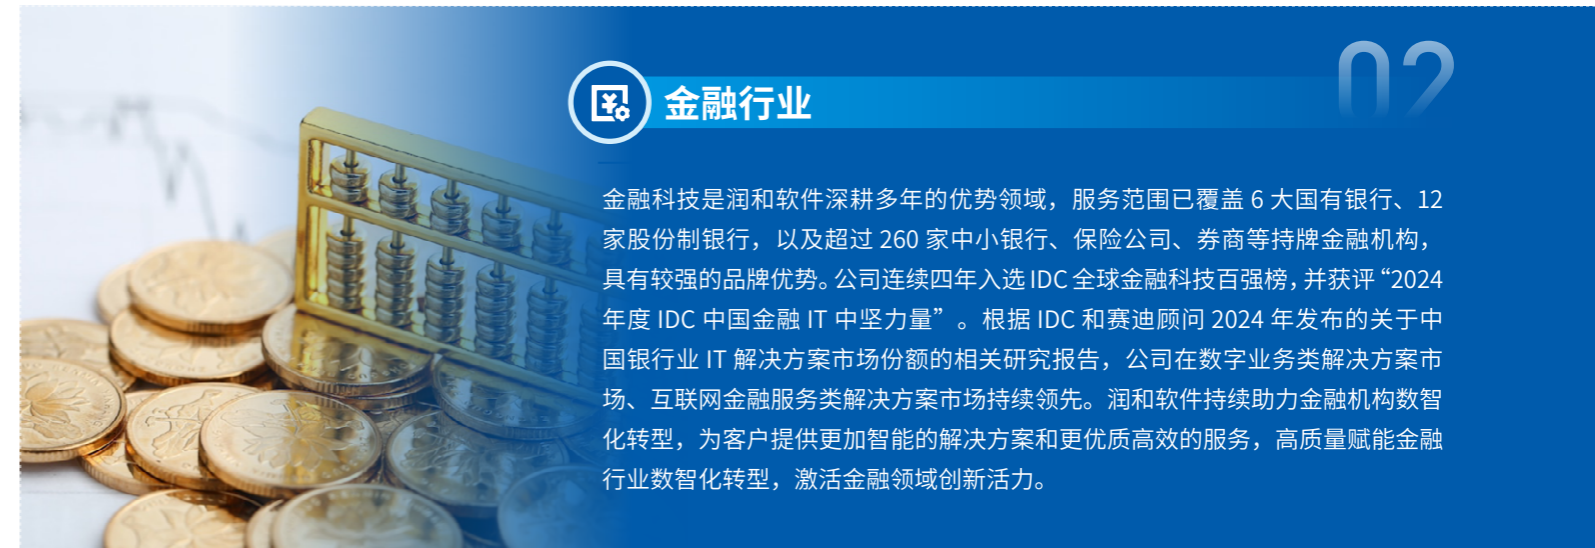 02
金融行业
金融科技是润和软件深耕多年的优势领域，服务范围已覆盖 6 大国有银行、12
家股份制银行，以及超过 260 家中小银行、保险公司、券商等持牌金融机构，
具有较强的品牌优势。公司连续四年入选 IDC 全球金融科技百强榜，并获评“2024
年度 IDC 中国金融 IT 中坚力量”。根据 IDC 和赛迪顾问 2024 年发布的关于中
国银行业 IT 解决方案市场份额的相关研究报告，公司在数字业务类解决方案市
场、互联网金融服务类解决方案市场持续领先。润和软件持续助力金融机构数智
化转型，为客户提供更加智能的解决方案和更优质高效的服务，高质量赋能金融
行业数智化转型，激活金融领域创新活力。